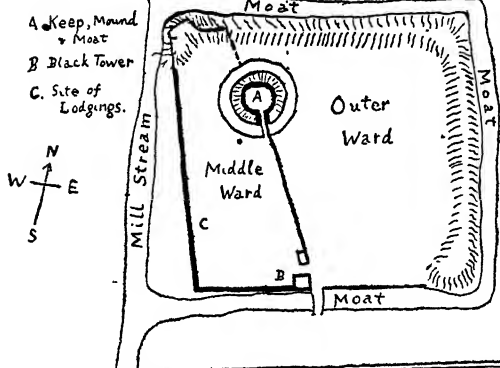 A. Keep, Mound
& Moat
B Black Tower
C. Site of
Lodgings.
N
W E
S
Moat
Moat
Mill Stream
A
Outer
Ward
Middle
Ward
C
B
Moat